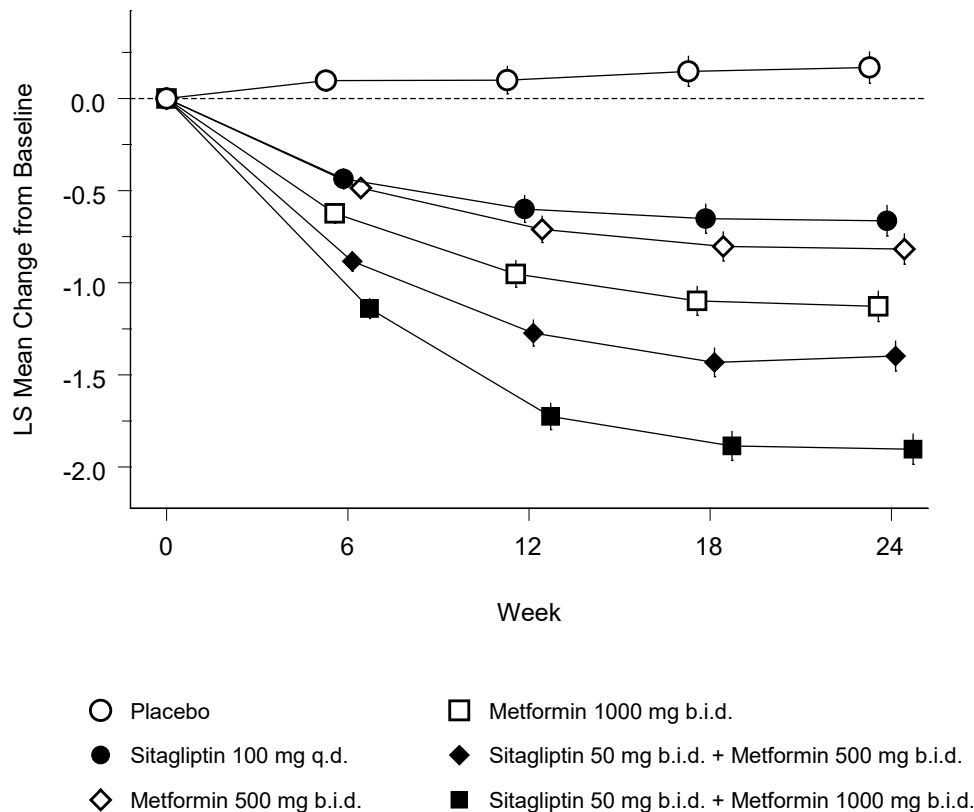 0.0
-0.5
-1.0
-1.5
-2.0
LS Mean Change from Baseline
0 6 12 18 24
Week
Placebo Metformin 1000 mg b.i.d.
Sitagliptin 100 mg q.d. Sitagliptin 50 mg b.i.d. + Metformin 500 mg b.i.d.
Metformin 500 mg b.i.d. Sitagliptin 50 mg b.i.d. + Metformin 1000 mg b.i.d.